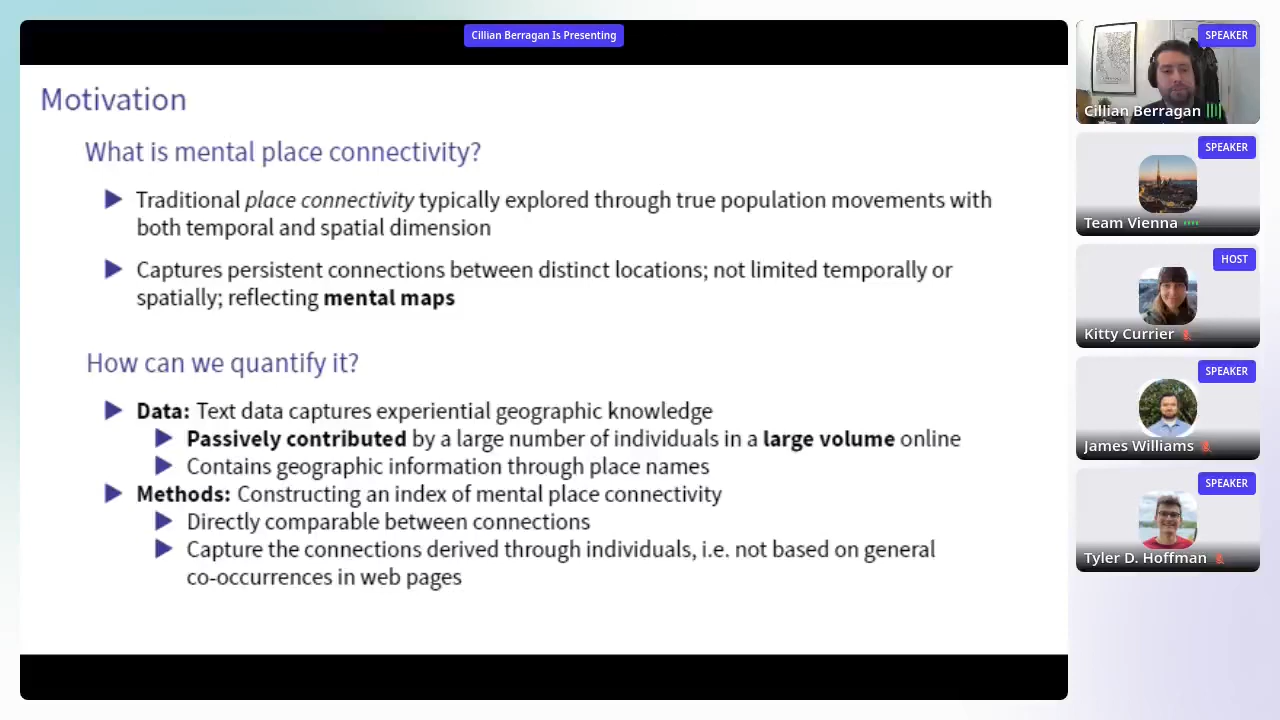 Cillian Berragan Is Presenting
Motivation
What is mental place connectivity?
Traditional place connectivity typically explored through true population movements with
both temporal and spatial dimension
Captures persistent connections between distinct locations; not limited temporally or
spatially; reflecting mental maps
How can we quantify it?
Data: Text data captures experiential geographic knowledge
Passively contributed by a large number of individuals in a large volume online
Contains geographic information through place names
Methods: Constructing an index of mental place connectivity
Directly comparable between connections
Capture the connections derived through individuals, i.e. not based on general
co-occurrences in web pages
SPEAKER
Cillian Berragan
SPEAKER
Team Vienna
HOST
Kitty Currier
SPEAKER
James Williams
SPEAKER
Tyler D. Hoffman